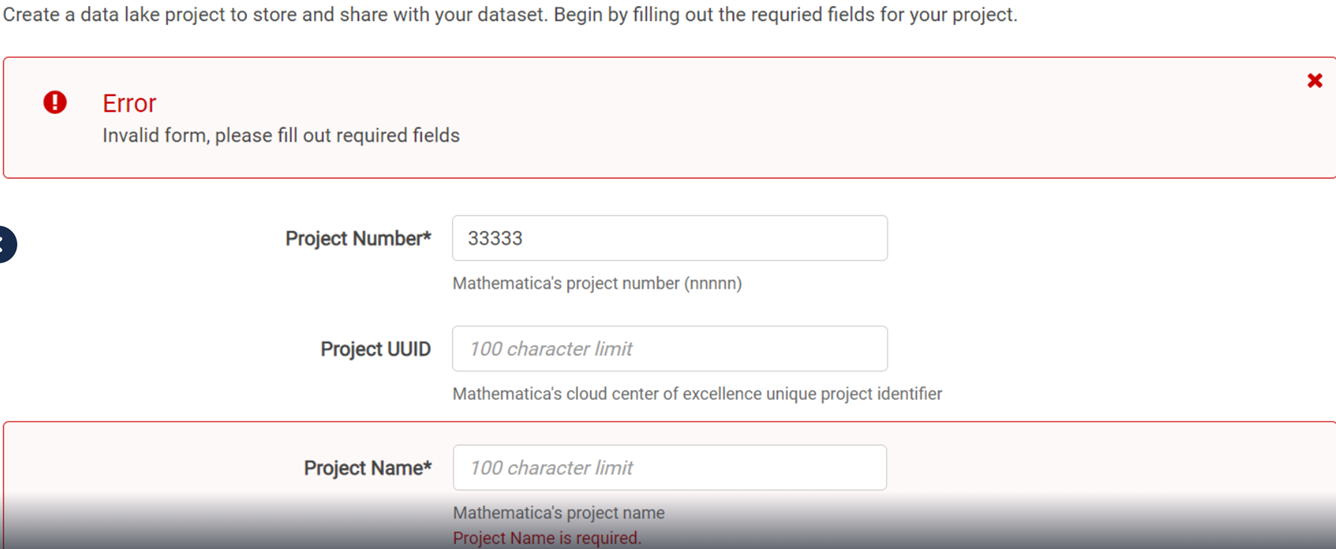 Create a data lake project to store and share with your dataset. Begin by filling out the requried fields for your project.
Error
Invalid form, please fill out required fields
Project Number*
33333
Mathematica's project number (nnnnn)
Project UUID
100 character limit
Mathematica's cloud center of excellence unique project identifier
Project Name*
100 character limit
Mathematica's project name
Project Name is required.